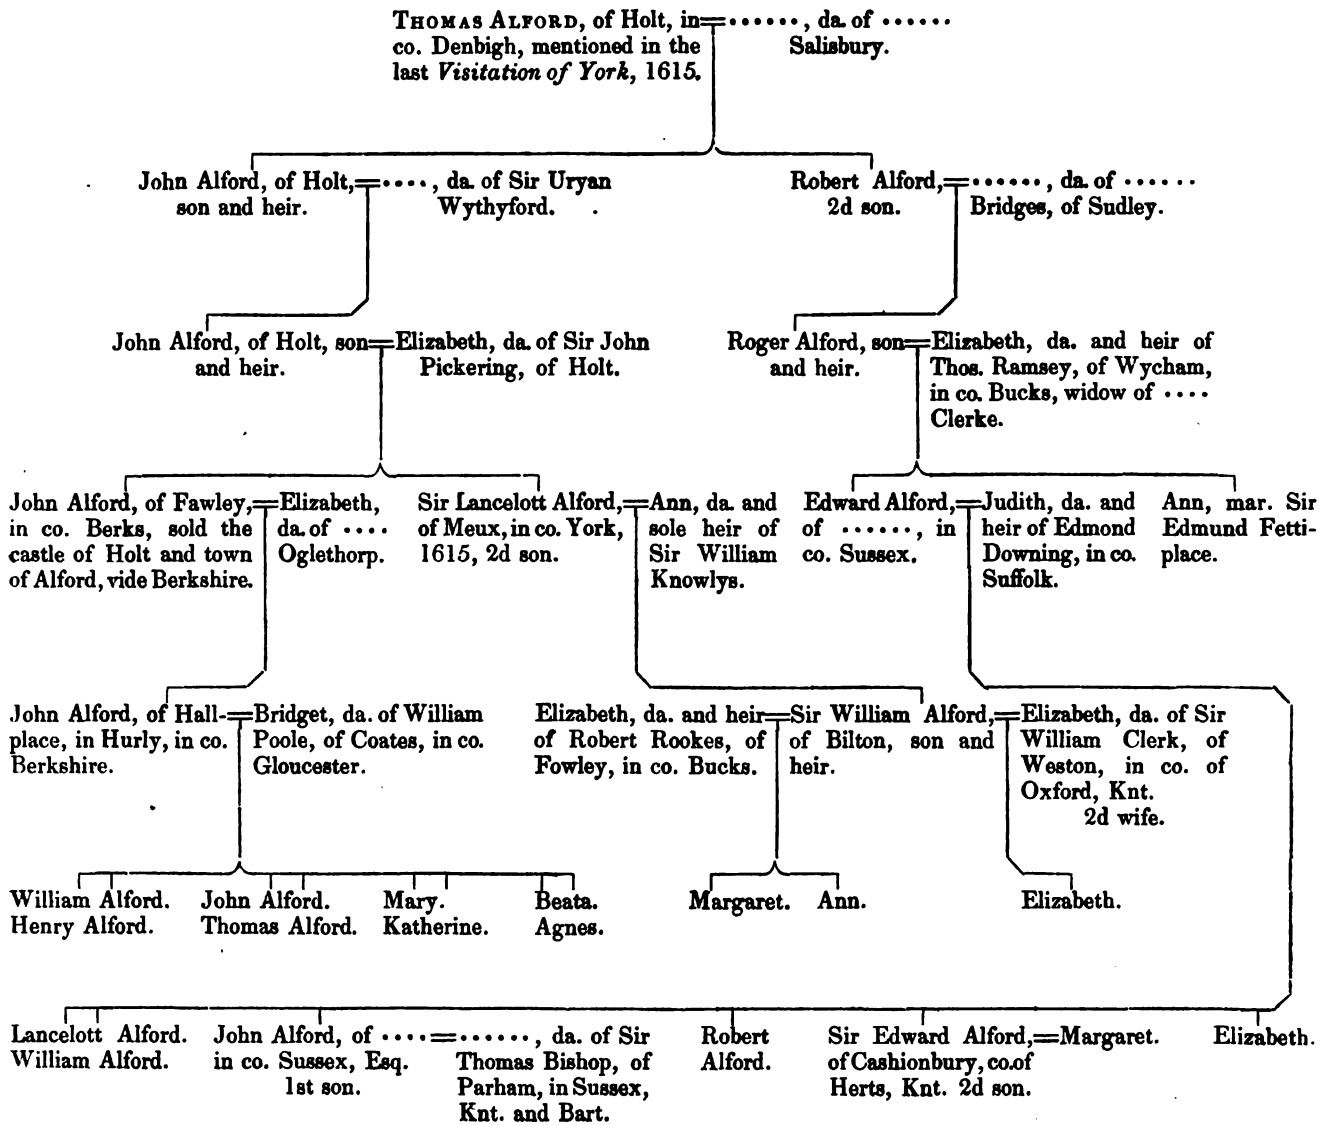 THOMAS ALFORD, of Holt, in=······, da. of ······
co. Denbigh, mentioned in the Salisbury.
last Visitation of York, 1615.
John Alford, of Holt,=····, da. of Sir Uryan
son and heir. Wythyford.
Robert Alford,=······, da. of ······
2d son. Bridges, of Sudley.
John Alford, of Holt, son=Elizabeth, da. of Sir John
and heir. Pickering, of Holt.
Roger Alford, son=Elizabeth, da. and heir of
and heir. Thos. Ramsey, of Wycham,
in co. Bucks, widow of ····
Clerke.
John Alford, of Fawley,=Elizabeth,
in co. Berks, sold the da. of ····
castle of Holt and town Oglethorp.
of Alford, vide Berkshire.
Sir Lancelott Alford,=Ann, da. and
of Meux, in co. York, sole heir of
1615, 2d son. Sir William
Knowlys.
Edward Alford,=Judith, da. and
of ······, in heir of Edmond
co. Sussex. Downing, in co.
Suffolk.
Ann, mar. Sir
Edmund Fetti-
place.
John Alford, of Hall-=Bridget, da. of William
place, in Hurly, in co. Poole, of Coates, in co.
Berkshire. Gloucester.
Elizabeth, da. and heir=Sir William Alford,=Elizabeth, da. of Sir
of Robert Rookes, of of Bilton, son and William Clerk, of
Fowley, in co. Bucks. heir. Weston, in co. of
Oxford, Knt.
2d wife.
William Alford. John Alford. Mary. Beata.
Henry Alford. Thomas Alford. Katherine. Agnes.
Margaret. Ann.
Elizabeth.
Lancelott Alford.
William Alford.
John Alford, of ····=······, da. of Sir
in co. Sussex, Esq. Thomas Bishop, of
1st son. Parham, in Sussex,
Knt. and Bart.
Robert
Alford.
Sir Edward Alford,=Margaret.
of Cashionbury, co. of
Herts, Knt. 2d son.
Elizabeth.